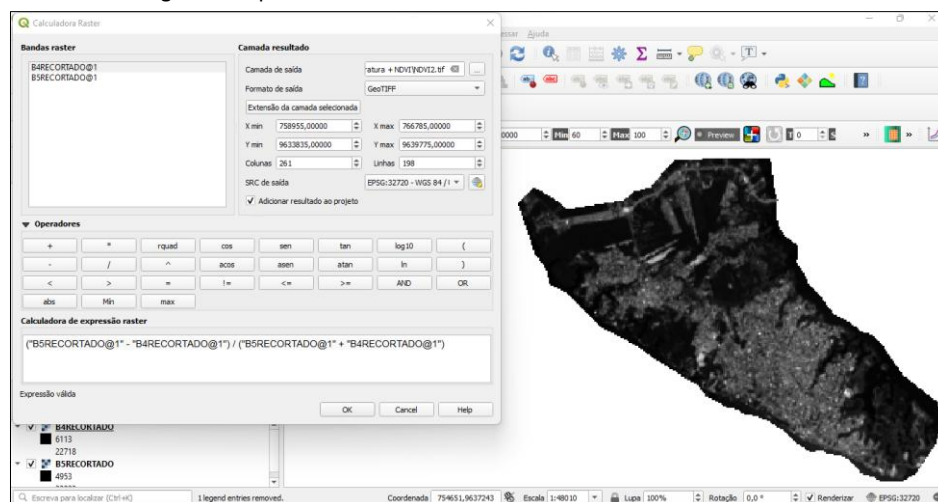 Calculadora Raster
Bandas raster
B4RECORTADO@1
B5RECORTADO@1
Camada resultado
Camada de saída
ratura + NDVI\NDVI2.tif
...
Formato de saída
GeoTIFF
Extensão da camada selecionada
X min 758955,00000 X max 766785,00000
Y min 9633835,00000 Y max 9639775,00000
Colunas 261 Linhas 198
SRC de saída EPSG:32720 - WGS 84 /
Adicionar resultado ao projeto
Operadores
+ * rquad cos sen tan log10 (
- / ^ acos asen atan ln )
< > = != <= >= AND OR
abs Min max
Calculadora de expressão raster
("B5RECORTADO@1" - "B4RECORTADO@1") / ("B5RECORTADO@1" + "B4RECORTADO@1")
Expressão válida
OK Cancel Help
essar Ajuda
0000 Min 60 Max 100 Preview 0
B4RECORTADO
6113
22718
B5RECORTADO
4953
Escreva para localizar (Ctrl+K) 1 legend entries removed. Coordenada 754651,9637243 Escala 1:48010 Lupa 100% Rotação 0,0 ° Renderizar EPSG:32720